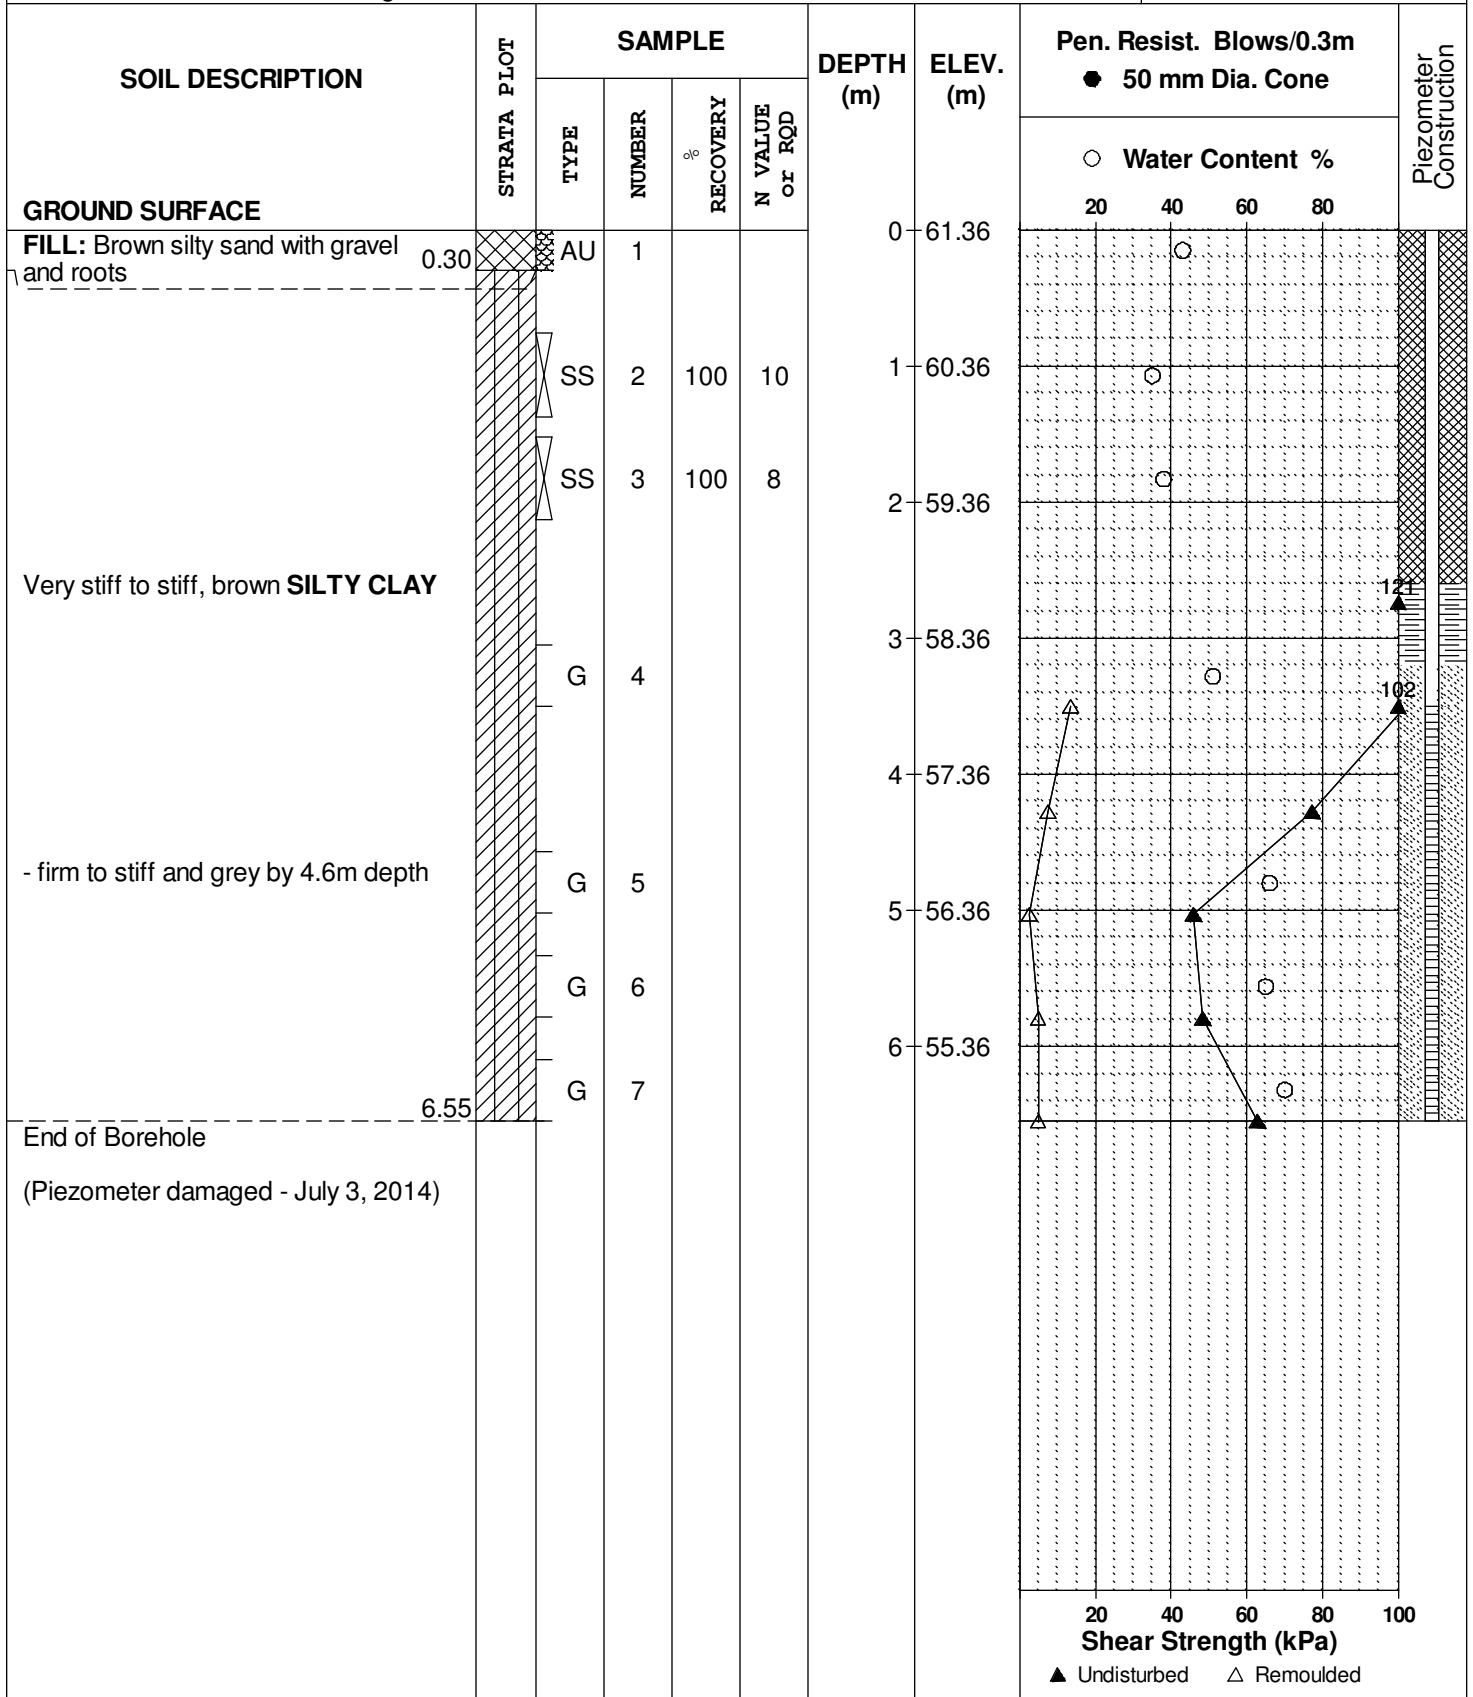 SOIL DESCRIPTION
GROUND SURFACE
STRATA PLOT
SAMPLE
TYPE
NUMBER
% RECOVERY
N VALUE or RQD
DEPTH (m)
ELEV. (m)
Pen. Resist. Blows/0.3m
● 50 mm Dia. Cone
○ Water Content %
20 40 60 80
Piezometer Construction
FILL: Brown silty sand with gravel
and roots
0.30
AU 1
0 61.36
SS 2 100 10
1 60.36
SS 3 100 8
2 59.36
Very stiff to stiff, brown SILTY CLAY
121
3 58.36
G 4
102
4 57.36
- firm to stiff and grey by 4.6m depth
G 5
5 56.36
G 6
6 55.36
G 7
6.55
End of Borehole
(Piezometer damaged - July 3, 2014)
20 40 60 80 100
Shear Strength (kPa)
▲ Undisturbed △ Remoulded